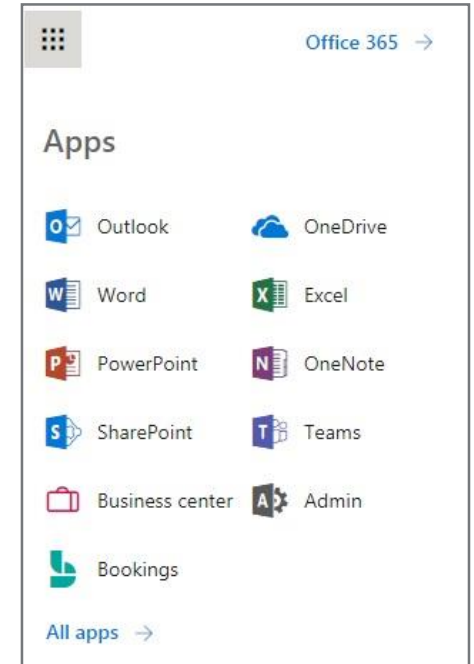 Office 365 →
Apps
Outlook OneDrive
Word Excel
PowerPoint OneNote
SharePoint Teams
Business center Admin
Bookings
All apps →